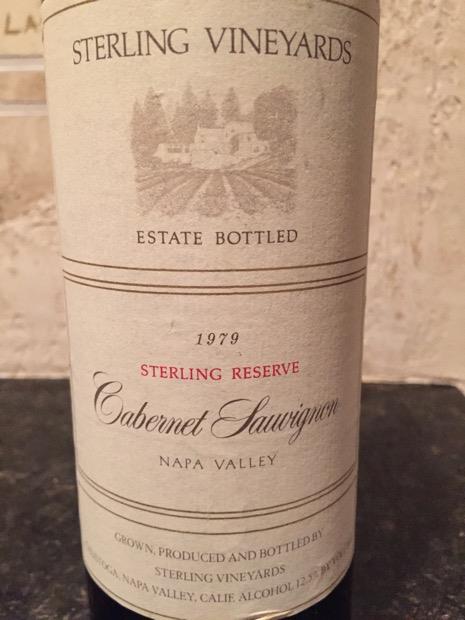 STERLING VINEYARDS
ESTATE BOTTLED
1979
STERLING RESERVE
Cabernet Sauvignon
NAPA VALLEY
GROWN, PRODUCED AND BOTTLED BY
STERLING VINEYARDS
NAPA VALLEY, CALIF. ALCOHOL 12.5% BY